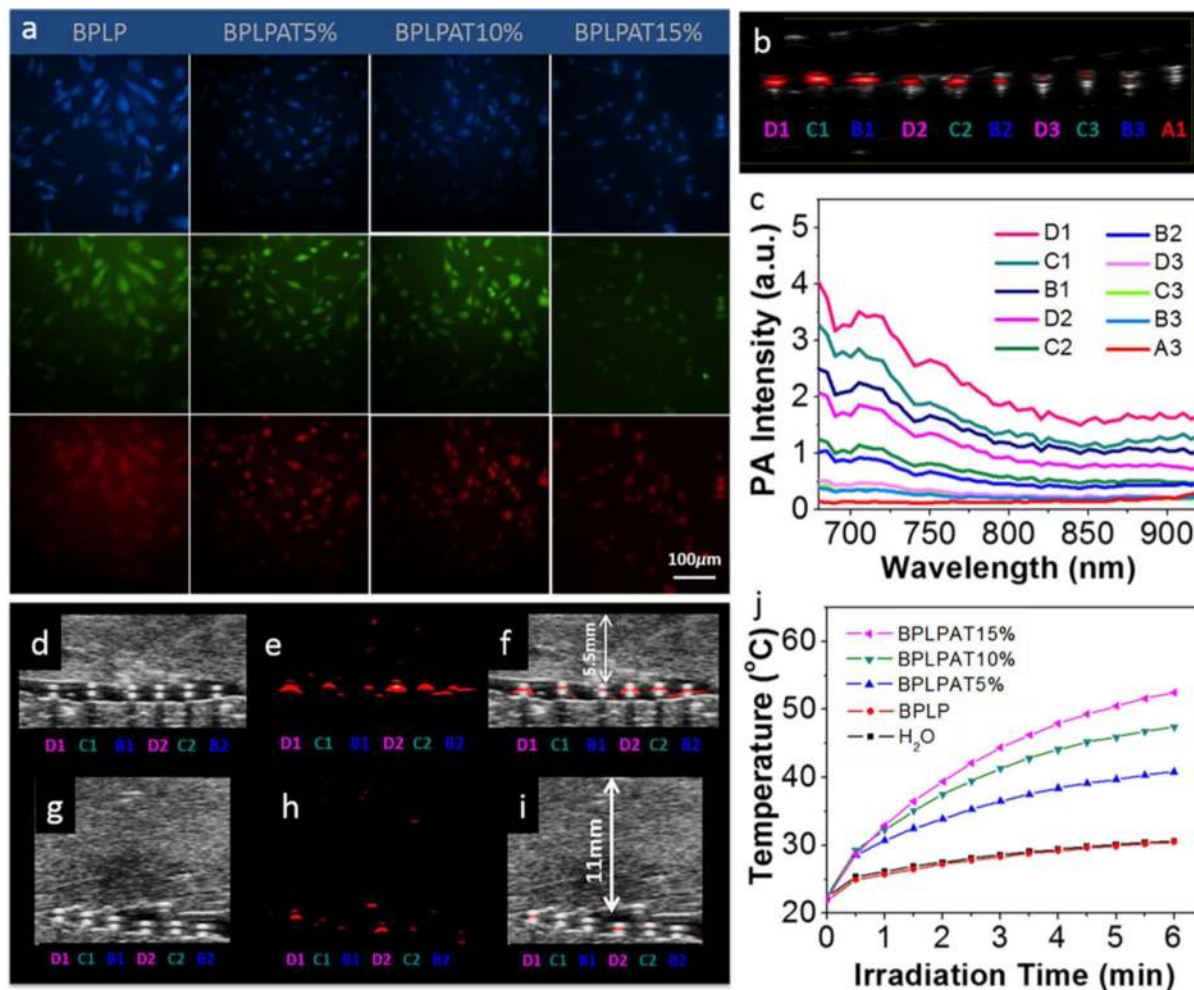 a
BPLP BPLPAT5% BPLPAT10% BPLPAT15%
100μm
b
D1 C1 B1 D2 C2 B2 D3 C3 B3 A1
c
PA Intensity (a.u.)
5
4
3
2
1
0
D1 B2
C1 D3
B1 C3
D2 B3
C2 A3
700 750 800 850 900
Wavelength (nm)
d
D1 C1 B1 D2 C2 B2
e
D1 C1 B1 D2 C2 B2
f
5.5mm
D1 C1 B1 D2 C2 B2
g
D1 C1 B1 D2 C2 B2
h
D1 C1 B1 D2 C2 B2
i
11mm
D1 C1 B1 D2 C2 B2
j
Temperature (°C)
60
50
40
30
20
BPLPAT15%
BPLPAT10%
BPLPAT5%
BPLP
H₂O
0 1 2 3 4 5 6
Irradiation Time (min)